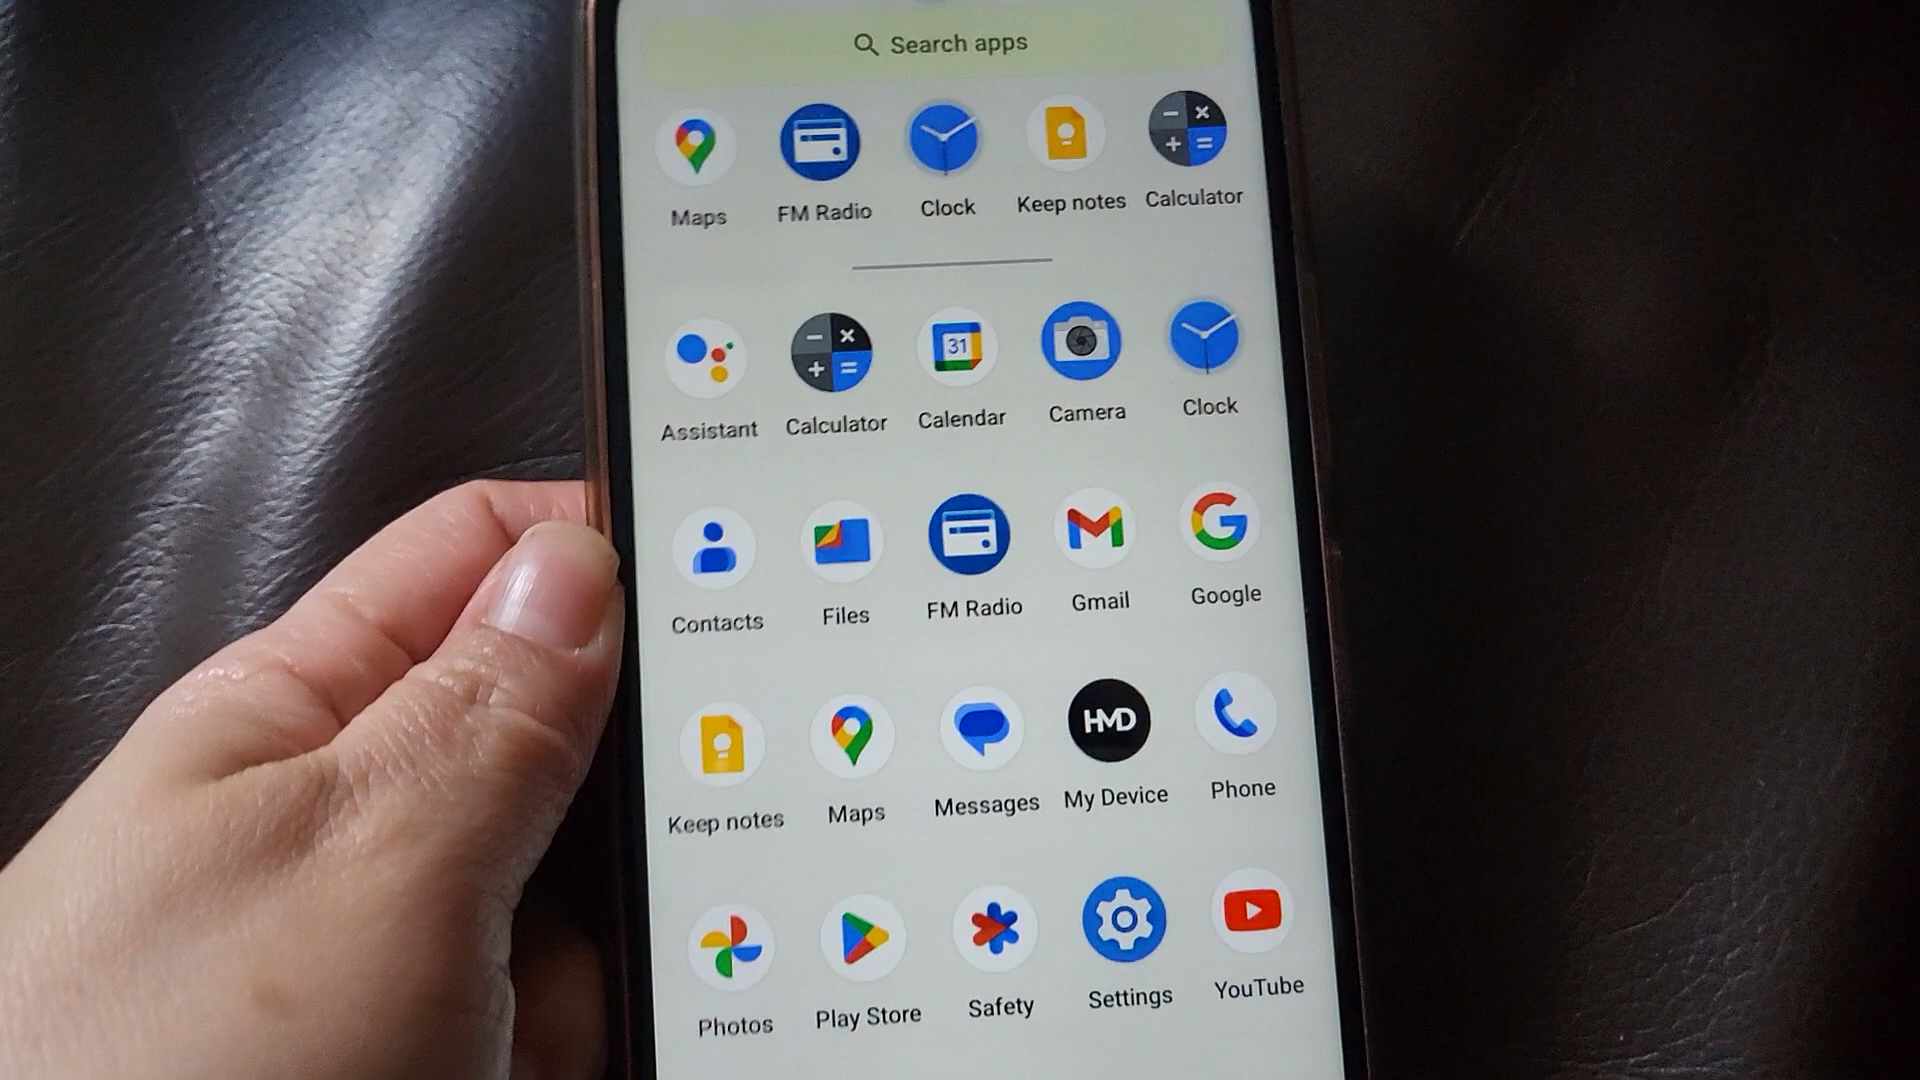 Search apps
Maps FM Radio Clock Keep notes Calculator
31
Assistant Calculator Calendar Camera Clock
Contacts Files FM Radio Gmail Google
HMD
Keep notes Maps Messages My Device Phone
Photos Play Store Safety Settings YouTube